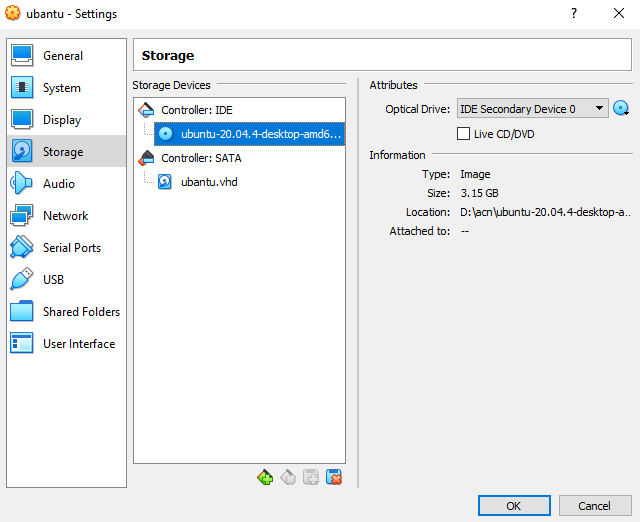 ubantu - Settings
?
General
System
Display
Storage
Audio
Network
Serial Ports
USB
Shared Folders
User Interface
Storage
Storage Devices
Controller: IDE
ubuntu-20.04.4-desktop-amd6...
Controller: SATA
ubantu.vhd
Attributes
Optical Drive: IDE Secondary Device 0
Live CD/DVD
Information
Type: Image
Size: 3.15 GB
Location: D:\acn\ubuntu-20.04.4-desktop-a...
Attached to: --
OK
Cancel